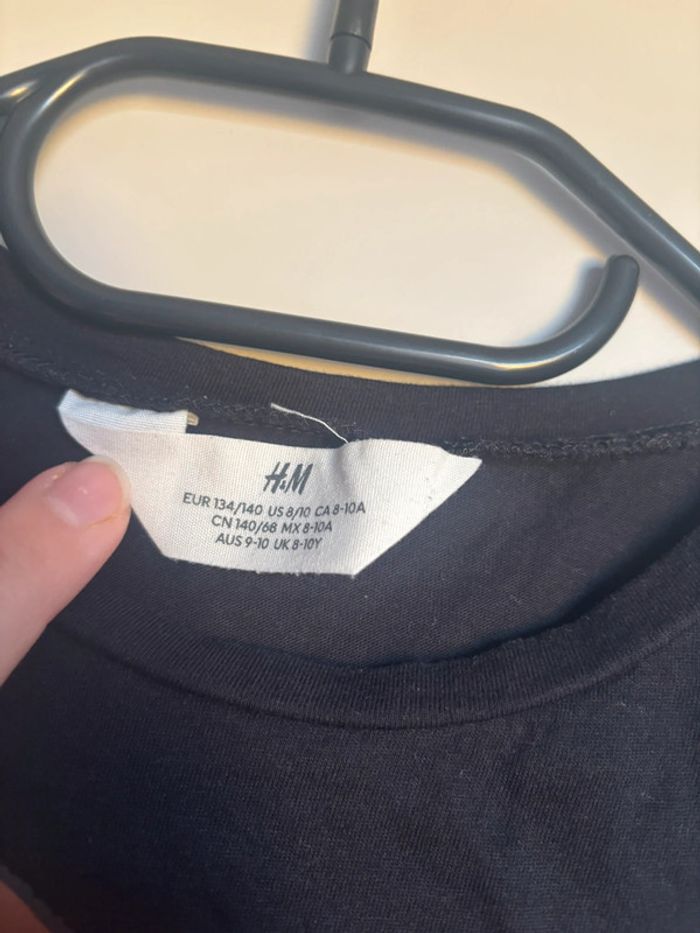 H&M
EUR 134/140 US 8/10 CA 8-10A
CN 140/68 MX 8-10A
AUS 9-10 UK 8-10Y